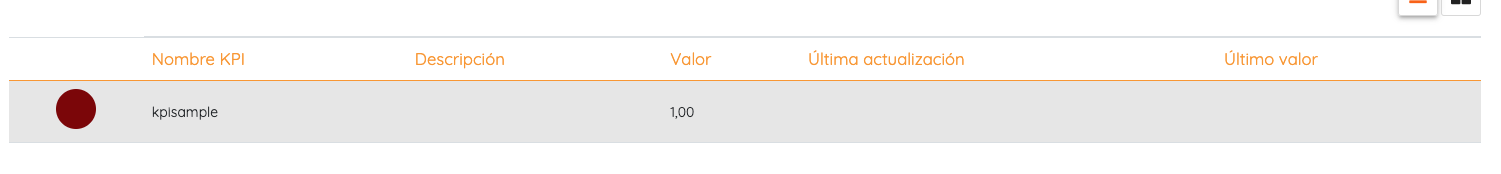 Nombre KPI Descripción Valor Última actualización Último valor
kpisample 1,00